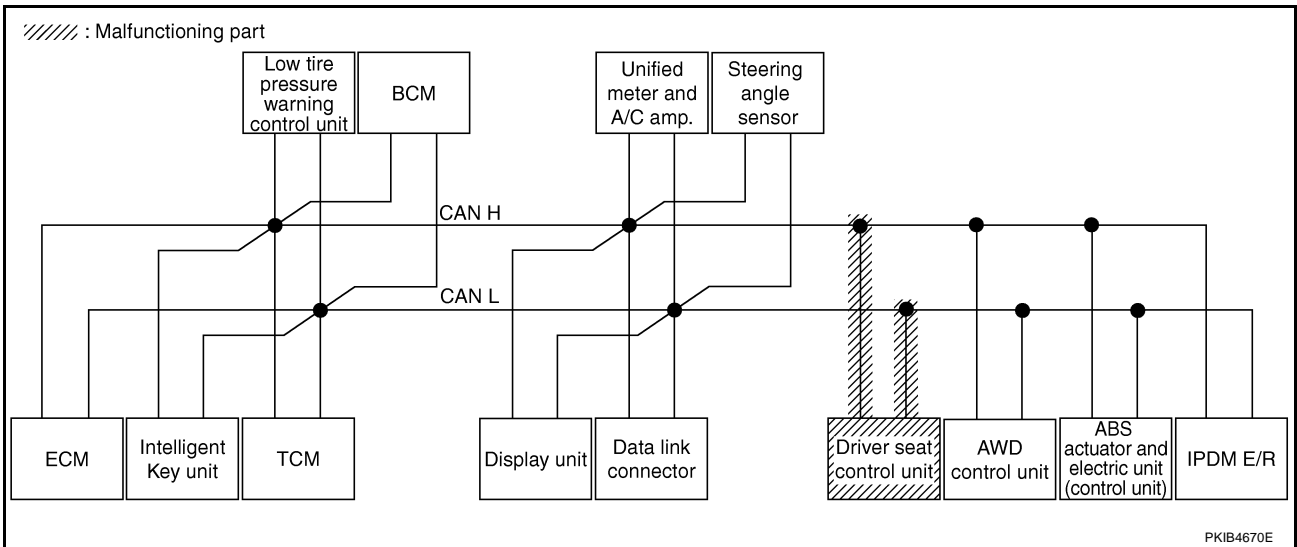 : Malfunctioning part
Low tire
pressure
warning
control unit
BCM
Unified
meter and
A/C amp.
Steering
angle
sensor
CAN H
CAN L
ECM
Intelligent
Key unit
TCM
Display unit
Data link
connector
Driver seat
control unit
AWD
control unit
ABS
actuator and
electric unit
(control unit)
IPDM E/R
PKIB4670E